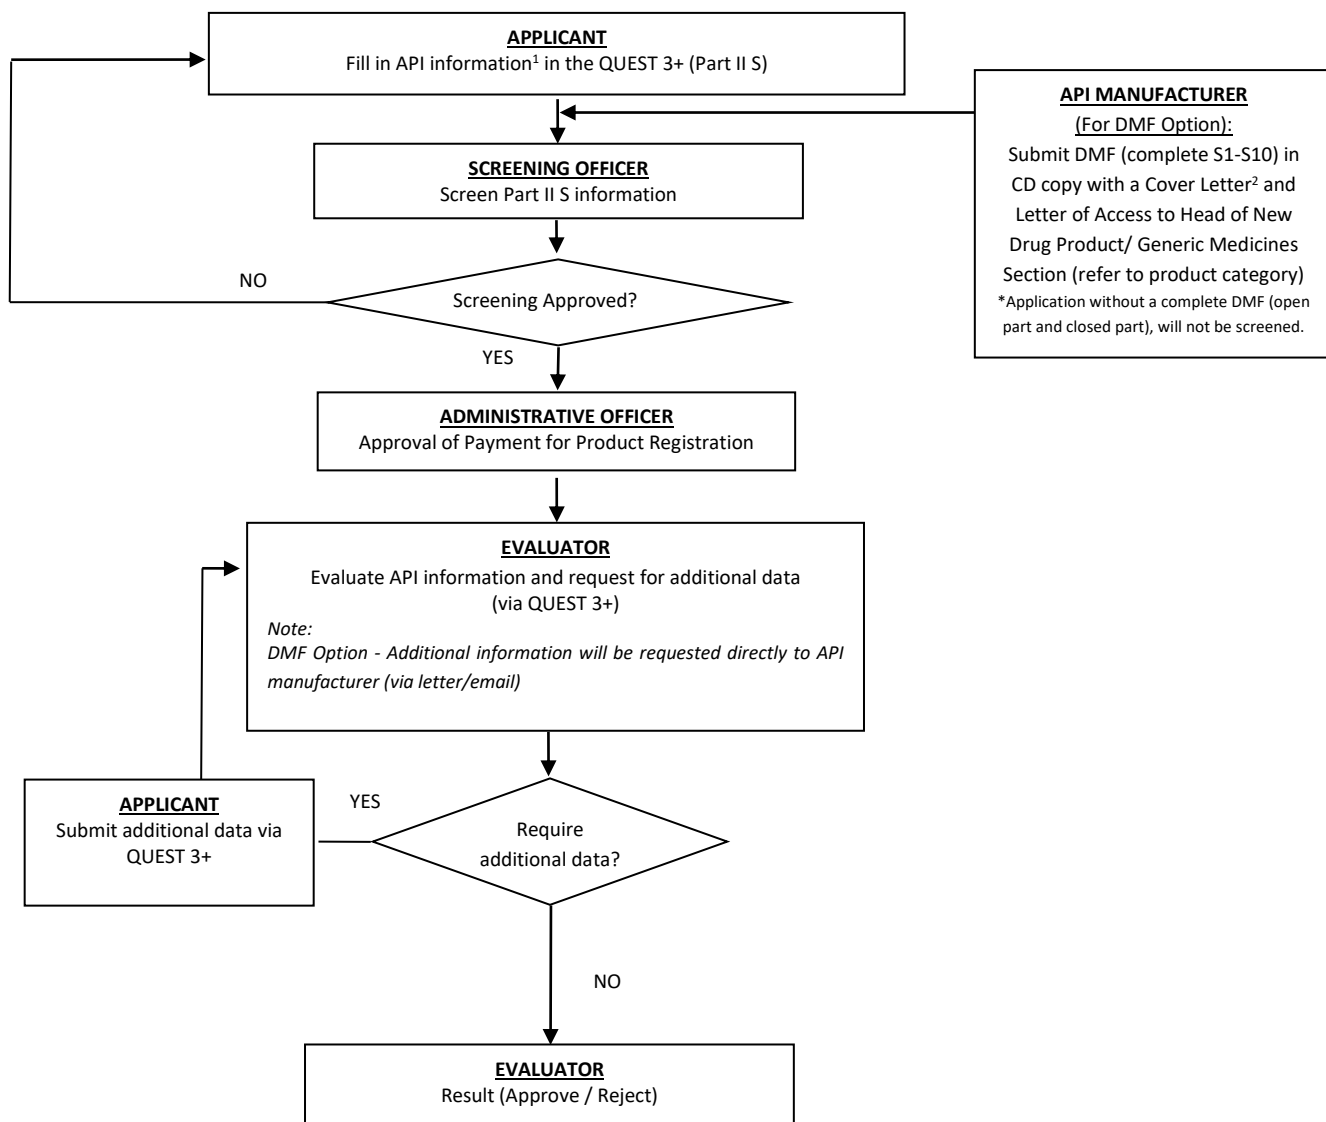 APPLICANT
Fill in API information¹ in the QUEST 3+ (Part II S)
API MANUFACTURER
(For DMF Option):
Submit DMF (complete S1-S10) in
CD copy with a Cover Letter² and
Letter of Access to Head of New
Drug Product/ Generic Medicines
Section (refer to product category)
*Application without a complete DMF (open
part and closed part), will not be screened.
SCREENING OFFICER
Screen Part II S information
NO
Screening Approved?
YES
ADMINISTRATIVE OFFICER
Approval of Payment for Product Registration
EVALUATOR
Evaluate API information and request for additional data
(via QUEST 3+)
Note:
DMF Option - Additional information will be requested directly to API
manufacturer (via letter/email)
APPLICANT
Submit additional data via
QUEST 3+
YES
Require
additional data?
NO
EVALUATOR
Result (Approve / Reject)